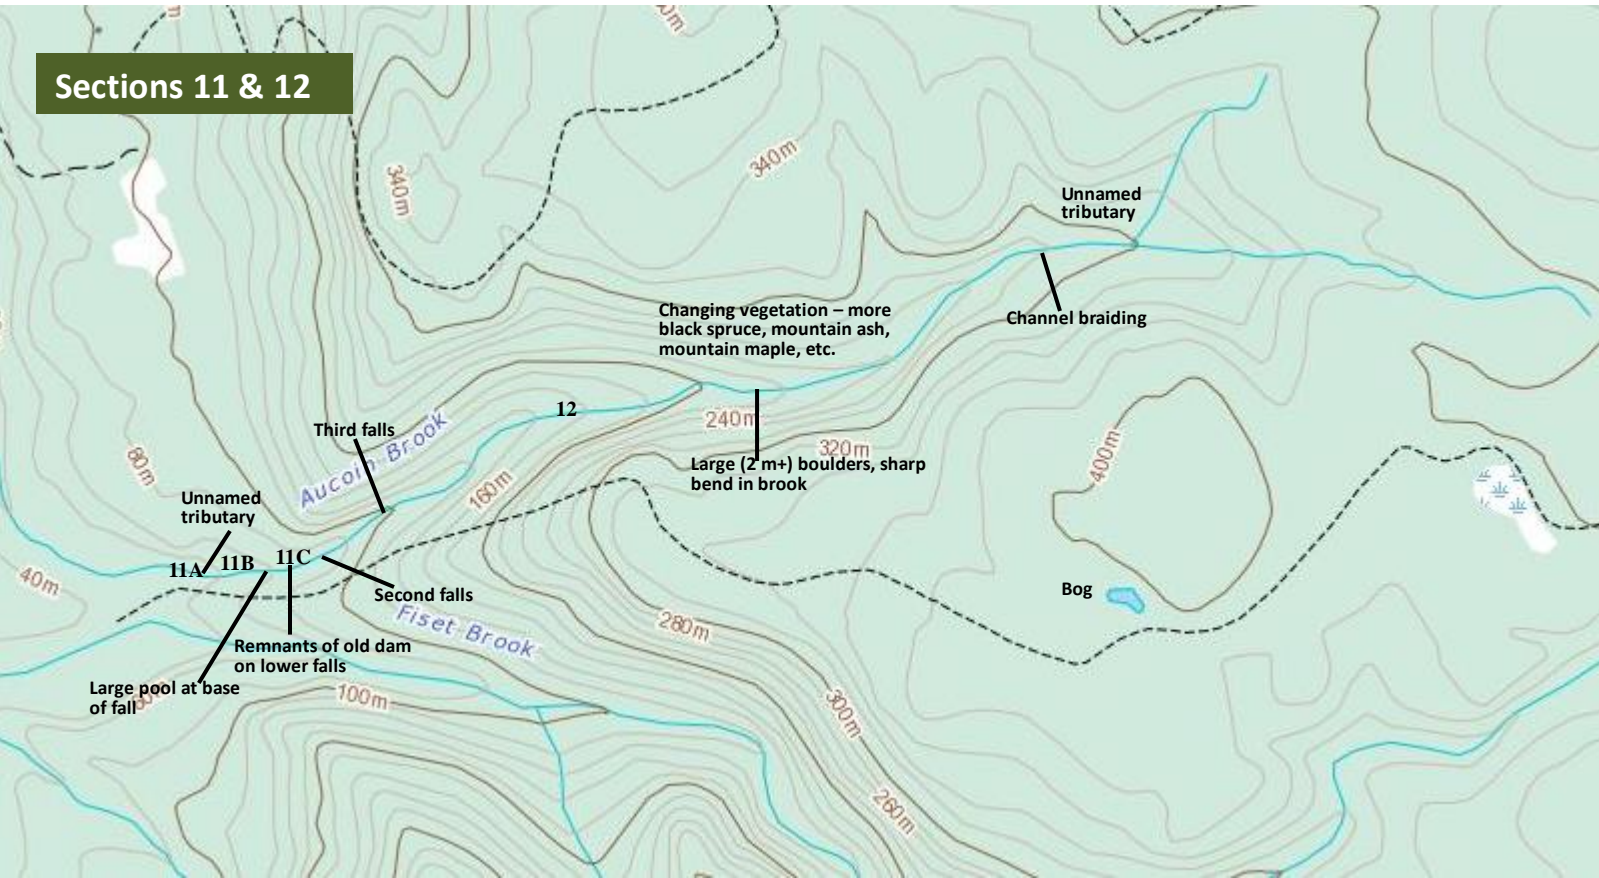 Sections 11 & 12
340m
340m
Unnamed
tributary
Changing vegetation – more
black spruce, mountain ash,
mountain maple, etc.
Channel braiding
12
240m
Third falls
320m
Aucoin Brook
Large (2 m+) boulders, sharp
bend in brook
400m
80m
160m
Unnamed
tributary
11A
11B
11C
40m
Second falls
Bog
Fiset Brook
280m
Remnants of old dam
on lower falls
Large pool at base
of fall
100m
300m
260m